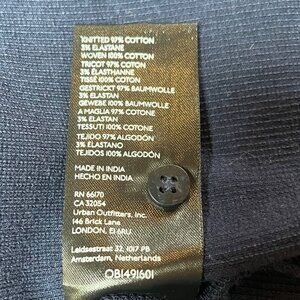 KNITTED 97% COTTON
3% ELASTANE
WOVEN 100% COTTON
TRICOT 97% COTON
3% ÉLASTHANNE
TISSÉ 100% COTON
GESTRICKT 97% BAUMWOLLE
3% ELASTAN
GEWEBE 100% BAUMWOLLE
A MAGLIA 97% COTONE
3% ELASTAN
TESSUTI 100% COTONE
TEJIDO 97% ALGODÓN
3% ELASTANO
TEJIDOS 100% ALGODÓN
MADE IN INDIA
HECHO EN INDIA
RN 66170
CA 32054
Urban Outfitters, Inc.
146 Brick Lane
LONDON, E1 6RU
Leidsestraat 32, 1017 PB
Amsterdam, Netherlands
OB1491601